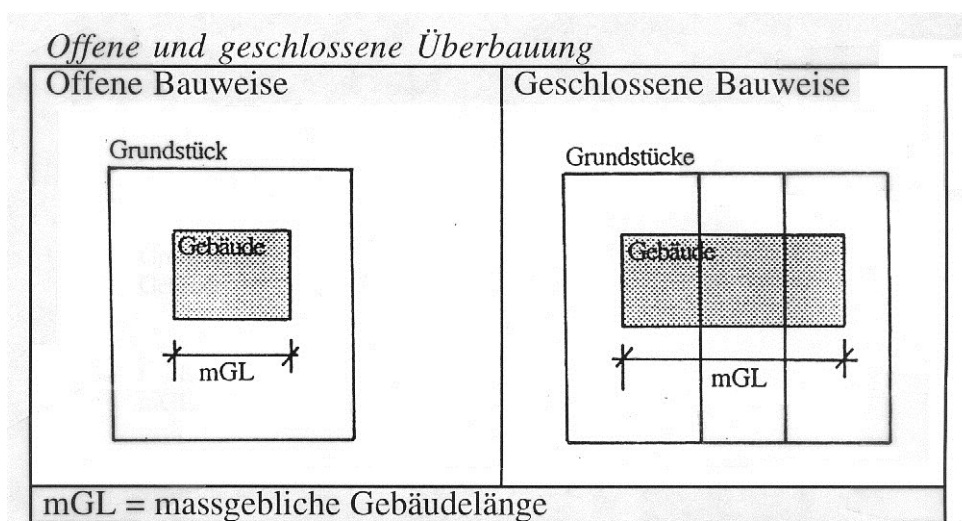 Offene und geschlossene Überbauung
Offene Bauweise
Geschlossene Bauweise
Grundstück
Gebäude
mGL
Grundstücke
Gebäude
mGL
mGL = massgebliche Gebäudelänge